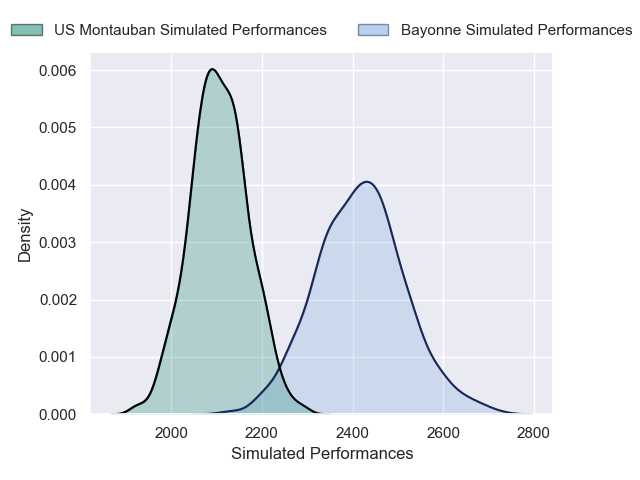 US Montauban Simulated Performances Bayonne Simulated Performances
0.006
0.005
0.004
0.003
0.002
0.001
0.000
Density
2000 2200 2400 2600 2800
Simulated Performances